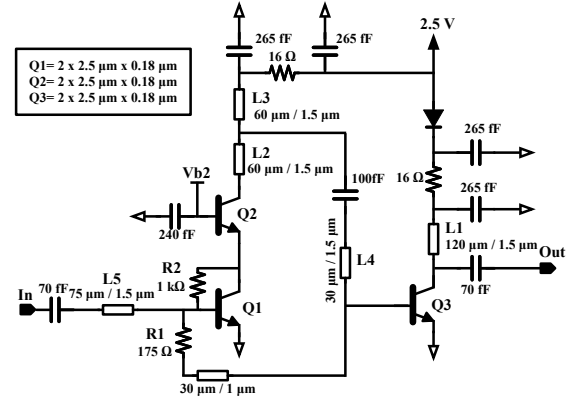 265 fF
265 fF
2.5 V
16 Ω
Q1= 2 x 2.5 µm x 0.18 µm
Q2= 2 x 2.5 µm x 0.18 µm
Q3= 2 x 2.5 µm x 0.18 µm
L3
60 µm / 1.5 µm
265 fF
L2
60 µm / 1.5 µm
16 Ω
100fF
265 fF
Vb2
Q2
240 fF
L1
120 µm / 1.5 µm
30 µm / 1.5 µm
L4
Out
70 fF
R2
1 kΩ
70 fF
L5
75 µm / 1.5 µm
In
Q1
Q3
R1
175 Ω
30 µm / 1 µm